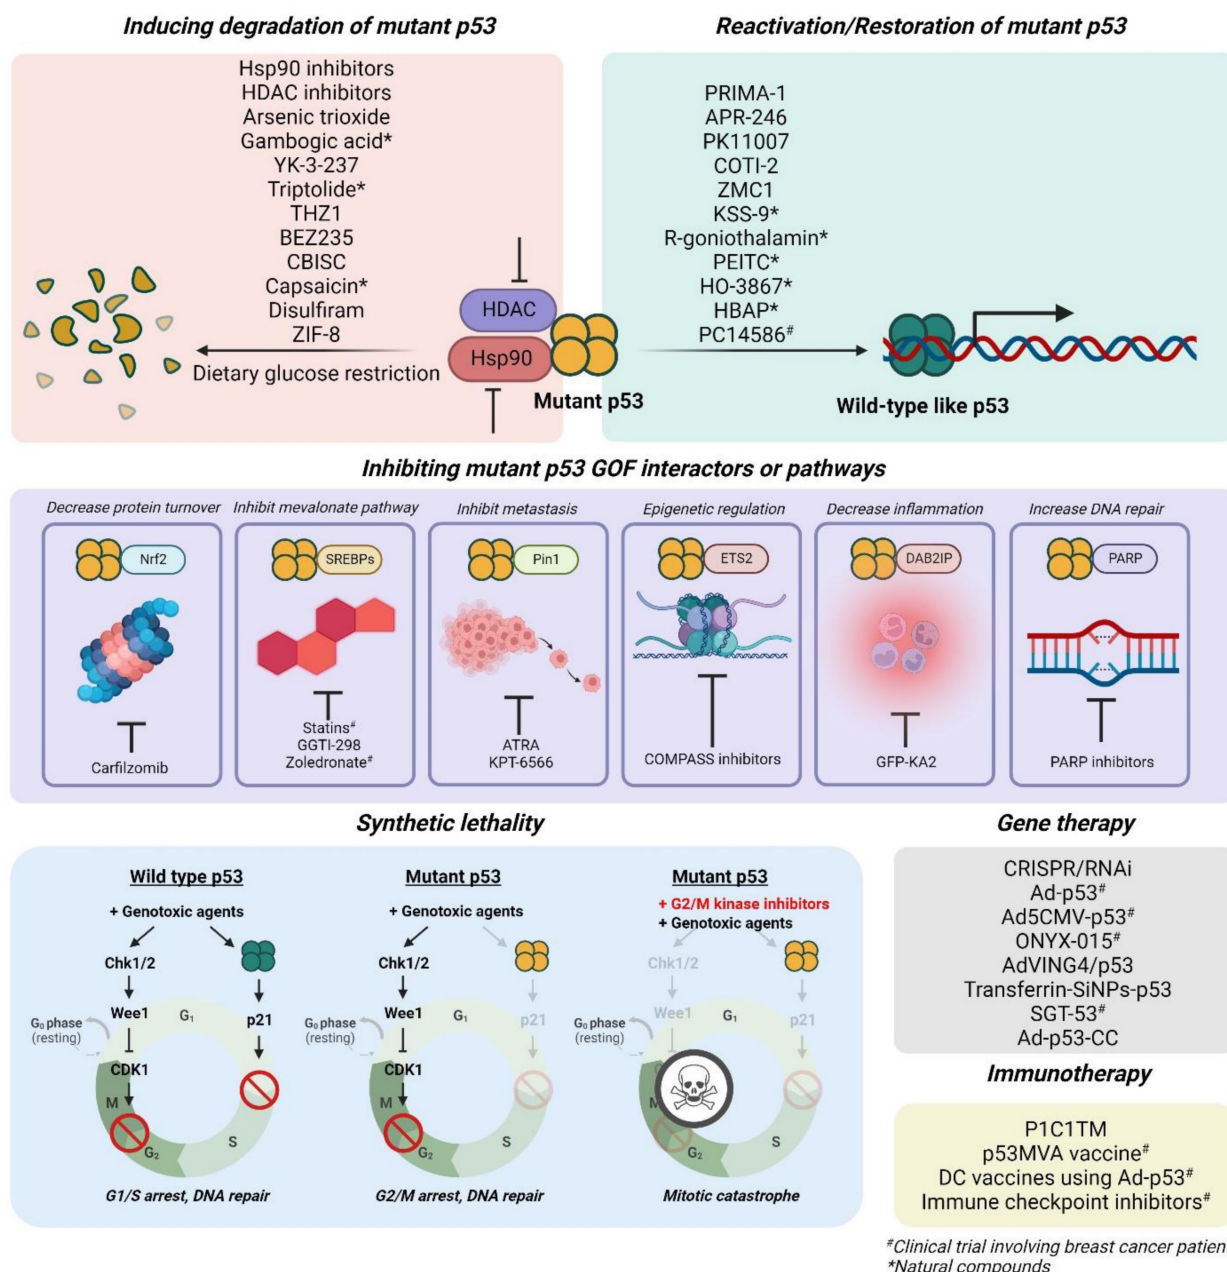 Inducing degradation of mutant p53
Hsp90 inhibitors
HDAC inhibitors
Arsenic trioxide
Gambogic acid*
YK-3-237
Triptolide*
THZ1
BEZ235
CBISC
Capsaicin*
Disulfiram
ZIF-8
Dietary glucose restriction
HDAC
Hsp90
Mutant p53
Reactivation/Restoration of mutant p53
PRIMA-1
APR-246
PK11007
COTI-2
ZMC1
KSS-9*
R-goniothalamin*
PEITC*
HO-3867*
HBAP*
PC14586#
Wild-type like p53
Inhibiting mutant p53 GOF interactors or pathways
Decrease protein turnover
Nrf2
Carfilzomib
Inhibit mevalonate pathway
SREBPs
Statins#
GGTI-298
Zoledronate#
Inhibit metastasis
Pin1
ATRA
KPT-6566
Epigenetic regulation
ETS2
COMPASS inhibitors
Decrease inflammation
DAB2IP
GFP-KA2
Increase DNA repair
PARP
PARP inhibitors
Synthetic lethality
Wild type p53
+ Genotoxic agents
Chk1/2
Wee1
G₁
p21
G₀ phase
(resting)
CDK1
M
S
G₂
G1/S arrest, DNA repair
Mutant p53
+ Genotoxic agents
Chk1/2
Wee1
G₁
p21
G₀ phase
(resting)
CDK1
M
S
G₂
G2/M arrest, DNA repair
Mutant p53
+ G2/M kinase inhibitors
+ Genotoxic agents
Chk1/2
Wee1
G₁
p21
G₀ phase
(resting)
M
S
G₂
Mitotic catastrophe
Gene therapy
CRISPR/RNAi
Ad-p53#
Ad5CMV-p53#
ONYX-015#
AdVING4/p53
Transferrin-SiNPs-p53
SGT-53#
Ad-p53-CC
Immunotherapy
P1C1TM
p53MVA vaccine#
DC vaccines using Ad-p53#
Immune checkpoint inhibitors#
#Clinical trial involving breast cancer patien
*Natural compounds